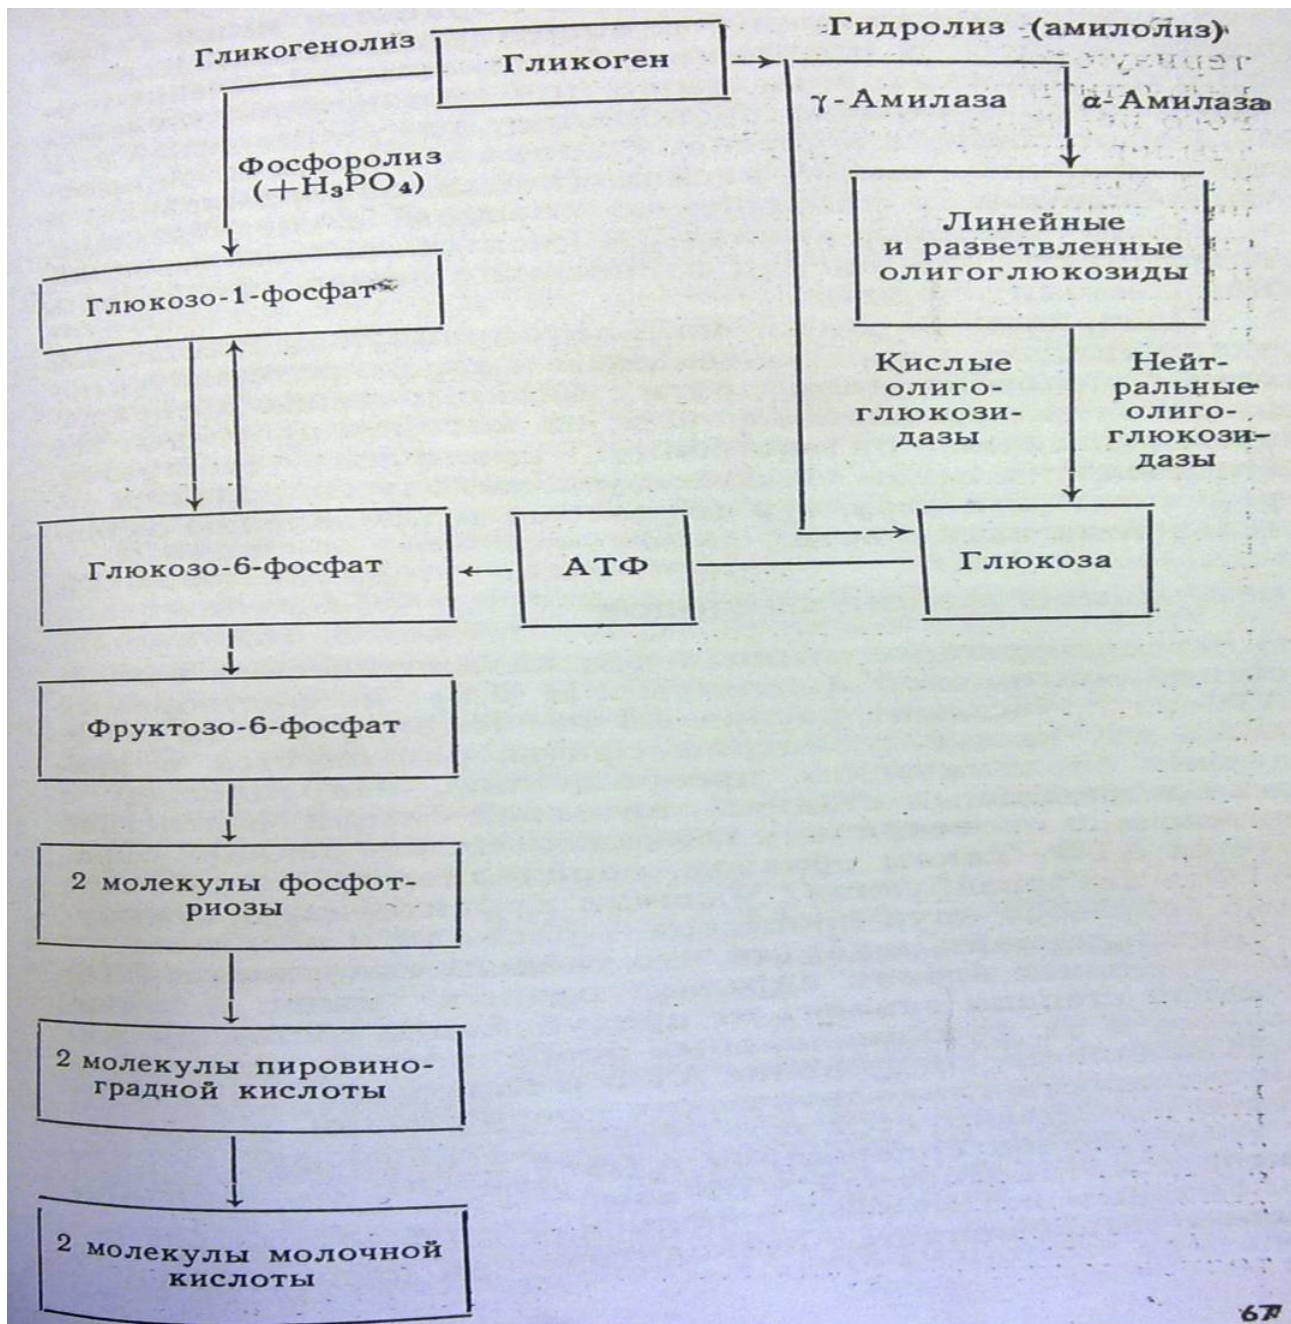 Гликогенолиз
Гликоген
Гидролиз (амилолиз)
γ-Амилаза
α-Амилаза
Фосфоролиз
(+H₃PO₄)
Линейные
и разветвленные
олигоглюкозиды
Глюкозо-1-фосфат
Кислые
олиго-
глюкози-
дазы
Нейт-
ральные
олиго-
глюкози-
дазы
Глюкозо-6-фосфат
АТФ
Глюкоза
Фруктозо-6-фосфат
2 молекулы фосфот-
риозы
2 молекулы пировино-
градной кислоты
2 молекулы молочной
кислоты
67